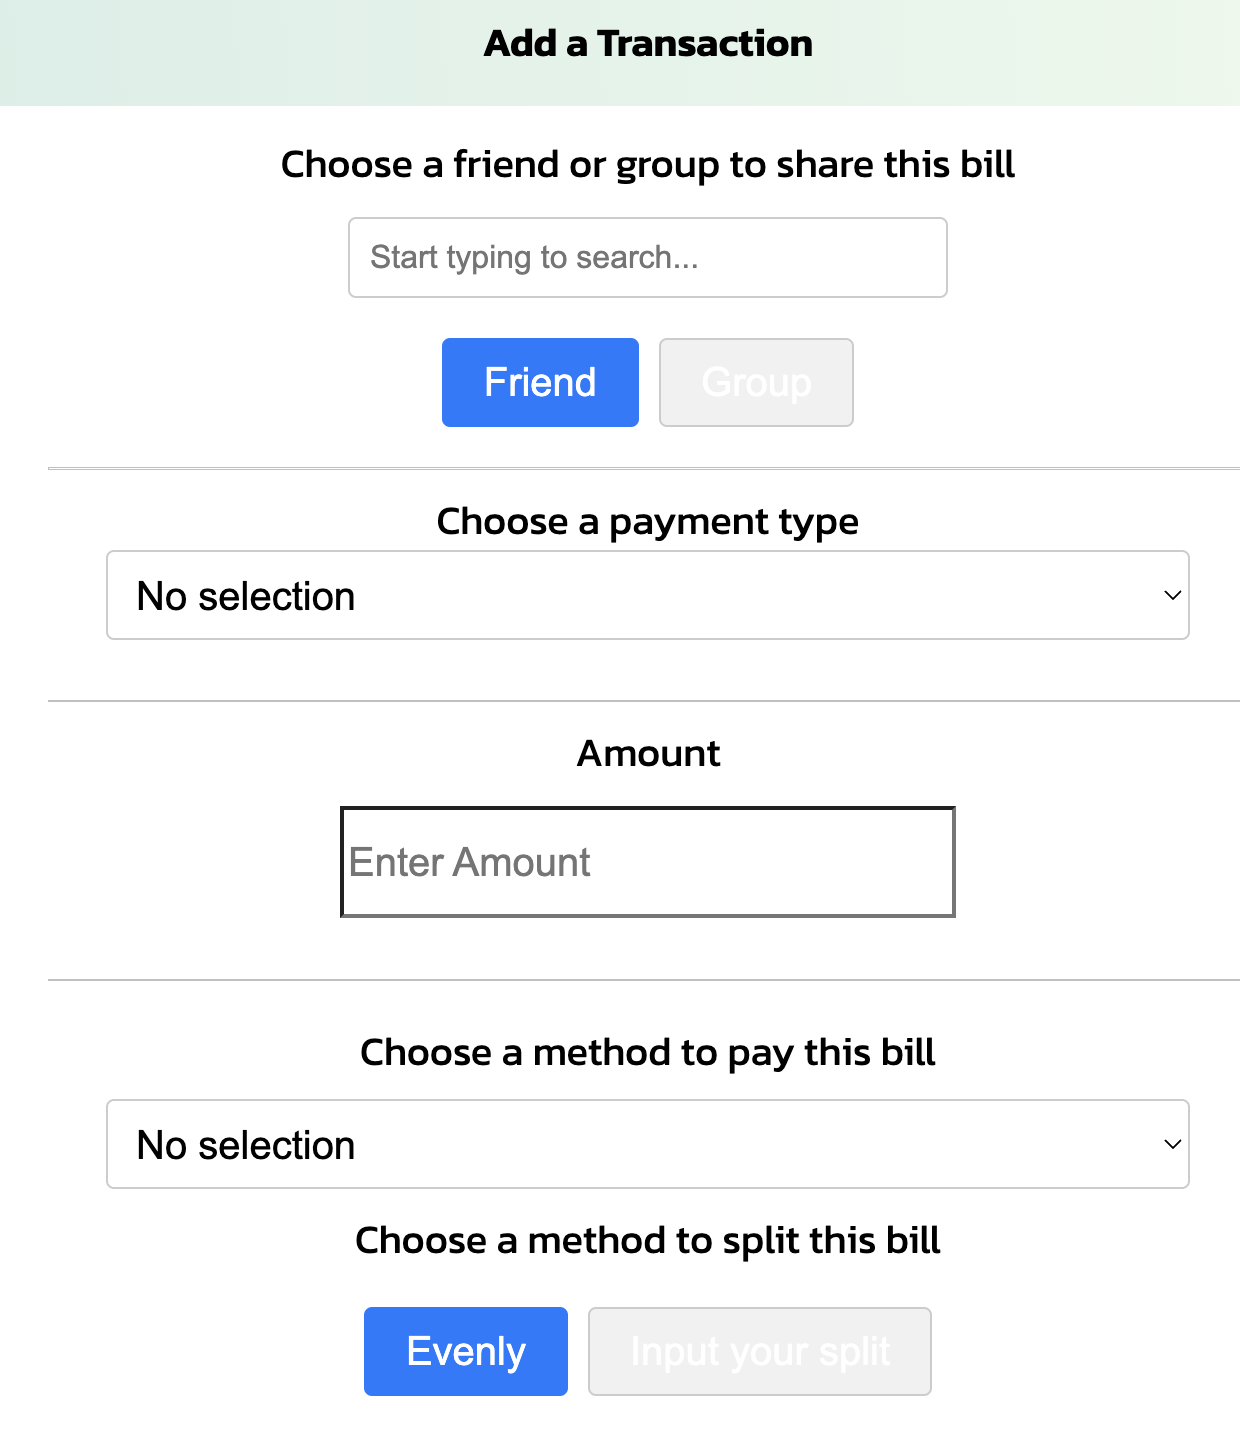 Add a Transaction
Choose a friend or group to share this bill
Start typing to search...
Friend Group
Choose a payment type
No selection
Amount
Enter Amount
Choose a method to pay this bill
No selection
Choose a method to split this bill
Evenly Input your split